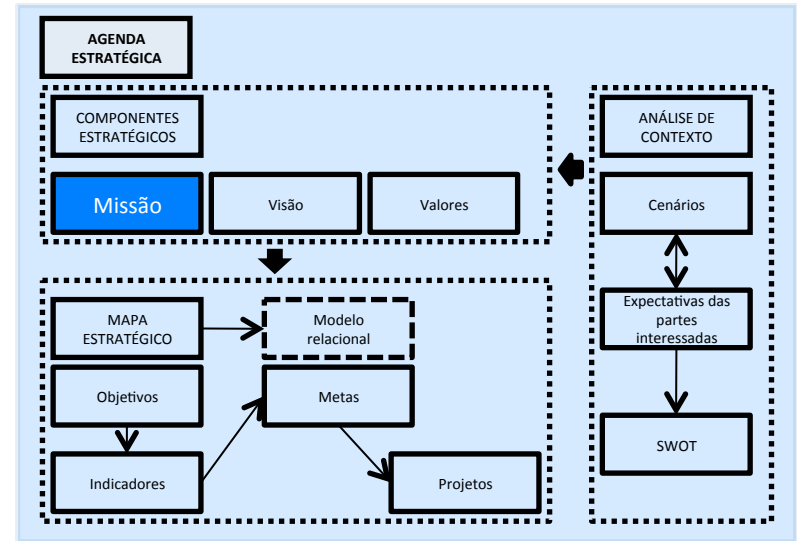 AGENDA
ESTRATÉGICA
COMPONENTES
ESTRATÉGICOS
Missão
Visão
Valores
MAPA
ESTRATÉGICO
Modelo
relacional
Objetivos
Metas
Indicadores
Projetos
ANÁLISE DE
CONTEXTO
Cenários
Expectativas das
partes
interessadas
SWOT